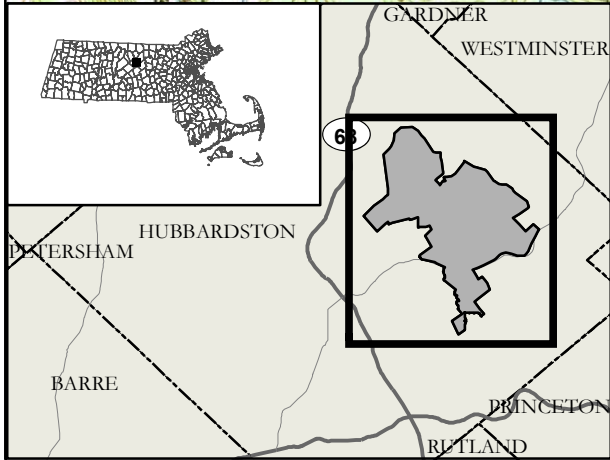 GARDNER
WESTMINSTER
68
HUBBARDSTON
PETERSHAM
BARRE
PRINCETON
RUTLAND